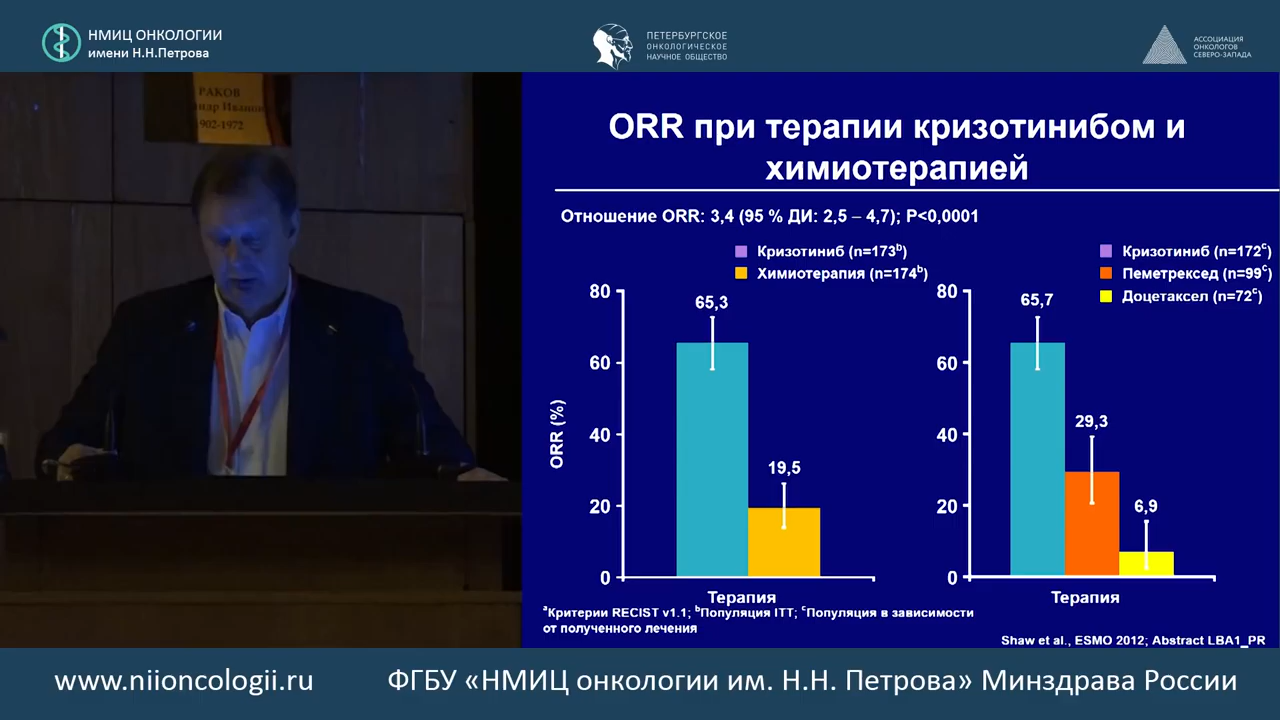 НМИЦ ОНКОЛОГИИ
имени Н.Н.Петрова
ПЕТЕРБУРГСКОЕ
ОНКОЛОГИЧЕСКОЕ
НАУЧНОЕ ОБЩЕСТВО
АССОЦИАЦИЯ
ОНКОЛОГОВ
СЕВЕРО-ЗАПАДА
РАКОВ
1902-1972
ORR при терапии кризотинибом и
химиотерапией
Отношение ORR: 3,4 (95 % ДИ: 2,5 – 4,7); P<0,0001
Кризотиниб (n=173ᵇ)
Химиотерапия (n=174ᵇ)
ORR (%)
80
60
40
20
0
65,3
19,5
Терапия
Кризотиниб (n=172ᶜ)
Пеметрексед (n=99ᶜ)
Доцетаксел (n=72ᶜ)
80
60
40
20
0
65,7
29,3
6,9
Терапия
ᵃКритерии RECIST v1.1; ᵇПопуляция ITT; ᶜПопуляция в зависимости
от полученного лечения
Shaw et al., ESMO 2012; Abstract LBA1_PR
www.niioncologii.ru
ФГБУ «НМИЦ онкологии им. Н.Н. Петрова» Минздрава России